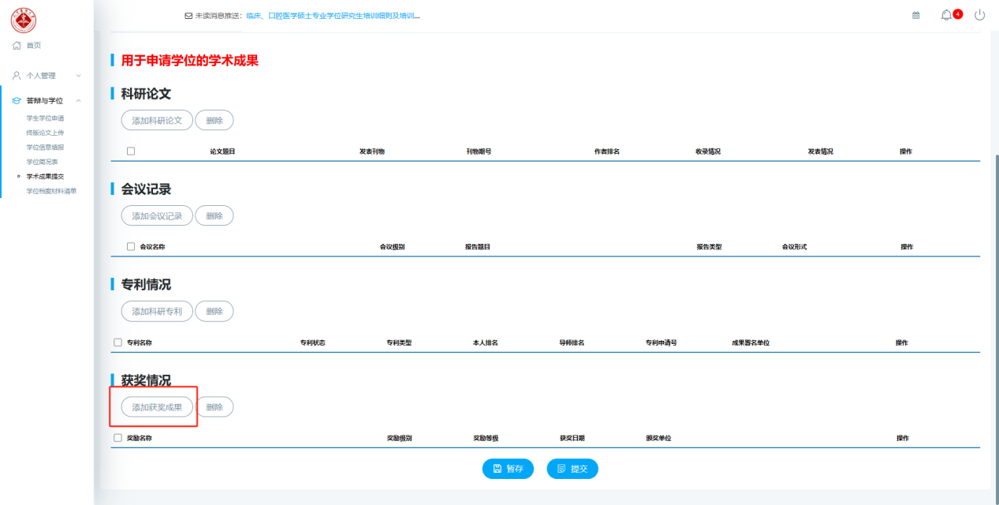 未读消息推送：临床、口腔医学硕士专业学位研究生培训细则及培训...
4
首页
个人管理
答辩与学位
学生学位申请
终版论文上传
学位信息填报
学位简况表
学术成果提交
学位档案材料清单
用于申请学位的学术成果
科研论文
添加科研论文 删除
论文题目 发表刊物 刊物期号 作者排名 收录情况 发表情况 操作
会议记录
添加会议记录 删除
会议名称 会议级别 报告题目 报告类型 会议形式 操作
专利情况
添加科研专利 删除
专利名称 专利状态 专利类型 本人排名 导师排名 专利申请号 成果署名单位 操作
获奖情况
添加获奖成果 删除
奖励名称 奖励级别 奖励等级 获奖日期 颁奖单位 操作
暂存 提交